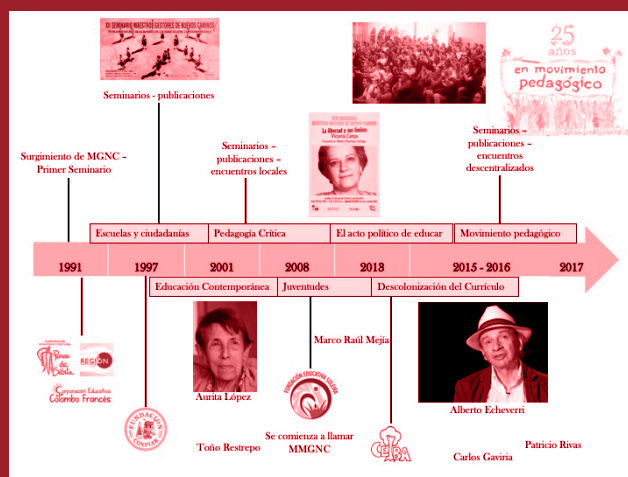 XII SEMINARIO MAESTROS GESTORES DE NUEVOS CAMINOS
Seminarios - publicaciones
25
años
en movimiento
pedagógico
La libertad y sus límites
Victoria Camps
Surgimiento de MGNC –
Primer Seminario
Seminarios –
publicaciones –
encuentros locales
Seminarios –
publicaciones –
encuentros
descentralizados
Escuelas y ciudadanías
Pedagogía Crítica
El acto político de educar
Movimiento pedagógico
1991
1997
2001
2008
2013
2015 - 2016
2017
Educación Contemporánea
Juventudes
Descolonización del Currículo
Marco Raúl Mejía
REGION
Corporación Educativa
Colombo Francés
Aurita López
FUNDACIÓN
CONFIAR
FUNDACIÓN EDUCATIVA SOLEIRA
Alberto Echeverri
Toño Restrepo
Se comienza a llamar
MMGNC
CEIBA
Carlos Gaviria
Patricio Rivas